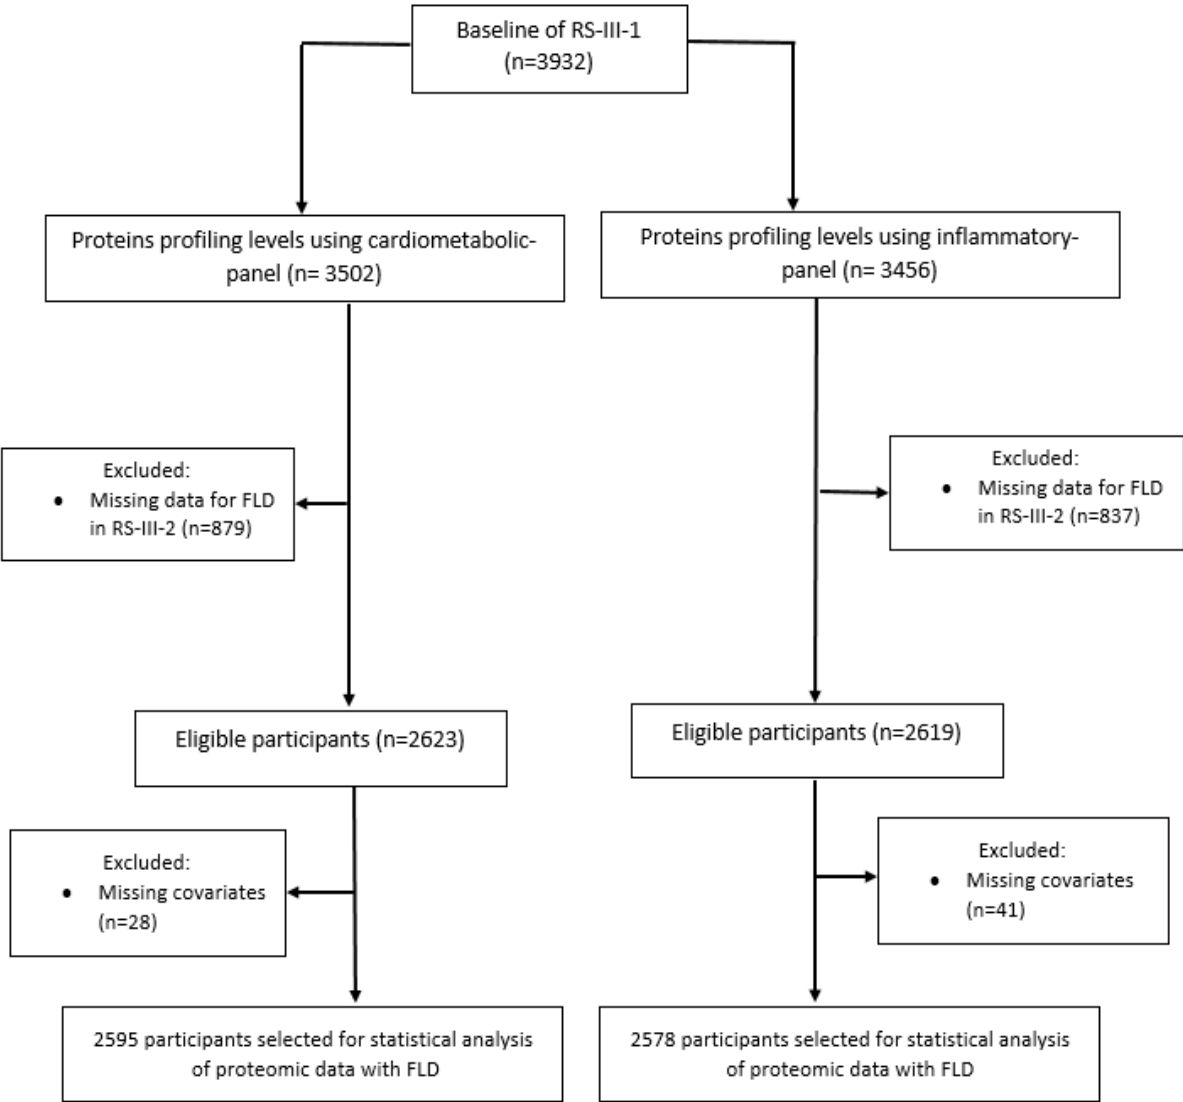 Baseline of RS-III-1
(n=3932)
Proteins profiling levels using cardiometabolic-
panel (n= 3502)
Proteins profiling levels using inflammatory-
panel (n= 3456)
Excluded:
• Missing data for FLD
in RS-III-2 (n=879)
Excluded:
• Missing data for FLD
in RS-III-2 (n=837)
Eligible participants (n=2623)
Eligible participants (n=2619)
Excluded:
• Missing covariates
(n=28)
Excluded:
• Missing covariates
(n=41)
2595 participants selected for statistical analysis
of proteomic data with FLD
2578 participants selected for statistical analysis
of proteomic data with FLD